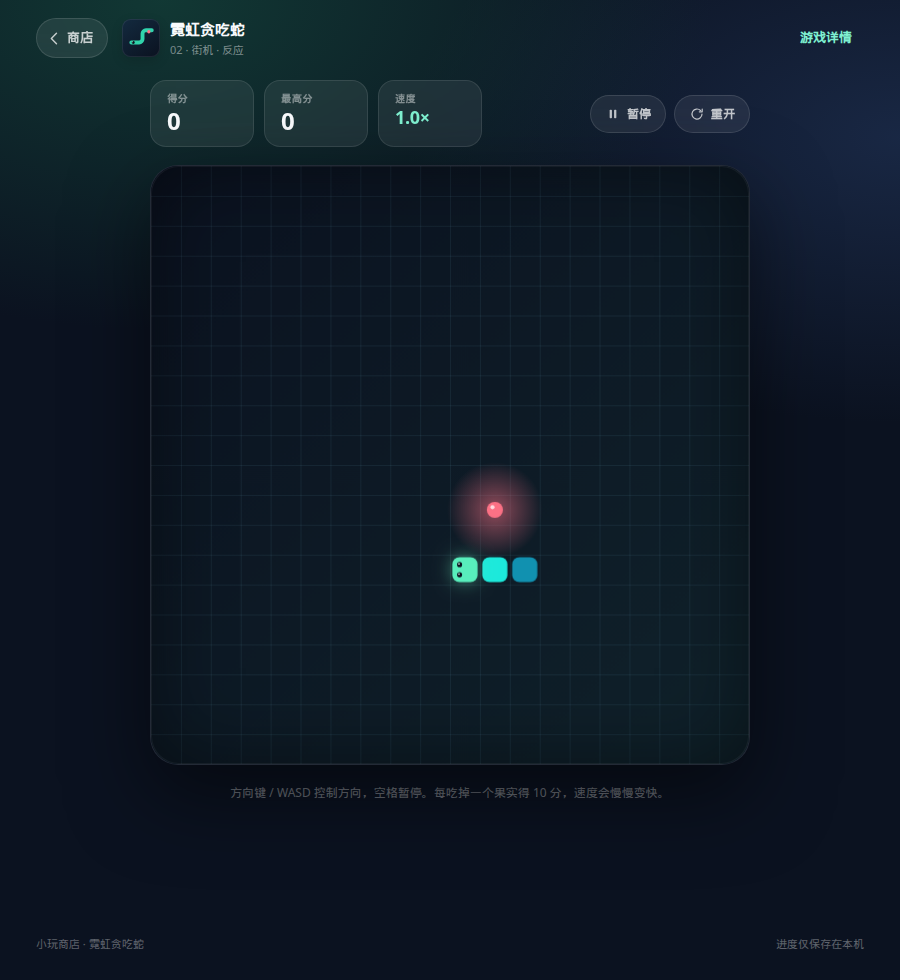 商店
霓虹贪吃蛇
02 · 街机 · 反应
游戏详情
得分
0
最高分
0
速度
1.0×
暂停
重开
方向键 / WASD 控制方向，空格暂停。每吃掉一个果实得 10 分，速度会慢慢变快。
小玩商店 · 霓虹贪吃蛇
进度仅保存在本机